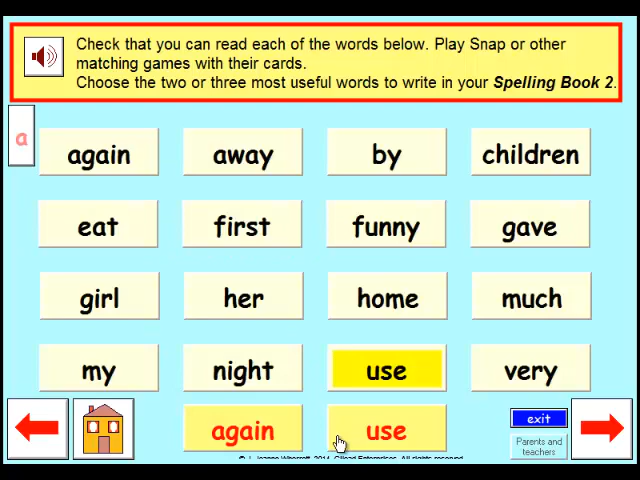 Check that you can read each of the words below. Play Snap or other
matching games with their cards.
Choose the two or three most useful words to write in your Spelling Book 2.
a
again away by children
eat first funny gave
girl her home much
my night use very
again use
exit
Parents and
teachers
2014